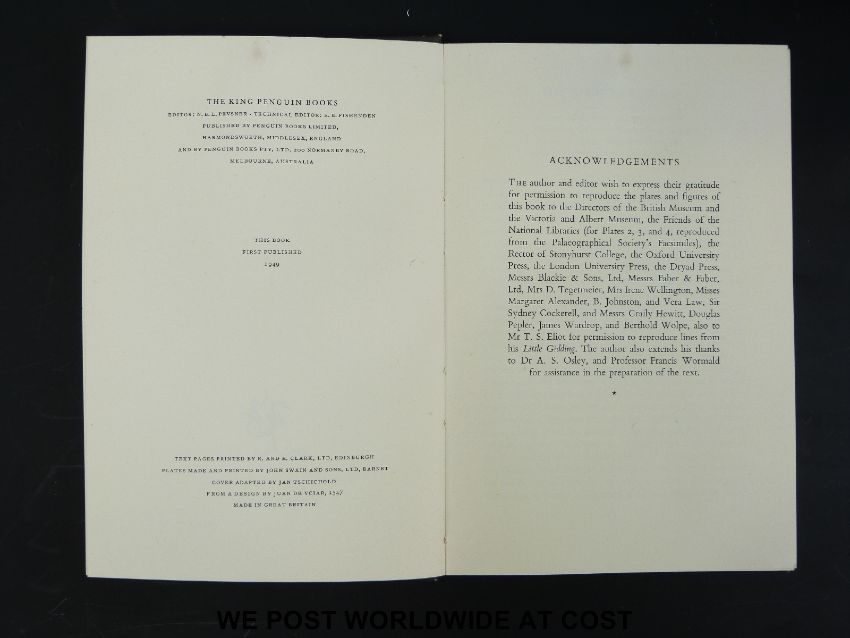 THE KING PENGUIN BOOKS
EDITOR: N. B. L. PEVSNER · TECHNICAL EDITOR: R. B. FISHENDEN
PUBLISHED BY PENGUIN BOOKS LIMITED,
HARMONDSWORTH, MIDDLESEX, ENGLAND
AND BY PENGUIN BOOKS PTY, LTD, 200 NORMANBY ROAD,
MELBOURNE, AUSTRALIA
THIS BOOK
FIRST PUBLISHED
1949
TEXT PAGES PRINTED BY R. AND R. CLARK, LTD, EDINBURGH
PLATES MADE AND PRINTED BY JOHN SWAIN AND SONS, LTD, BARNET
COVER ADAPTED BY JAN TSCHICHOLD
FROM A DESIGN BY JUAN DE YCIAR, 1547
MADE IN GREAT BRITAIN
ACKNOWLEDGEMENTS
THE author and editor wish to express their gratitude
for permission to reproduce the plates and figures of
this book to the Directors of the British Museum and
the Victoria and Albert Museum, the Friends of the
National Libraries (for Plates 2, 3, and 4, reproduced
from the Palaeographical Society's Facsimiles), the
Rector of Stonyhurst College, the Oxford University
Press, the London University Press, the Dryad Press,
Messrs Blackie & Sons, Ltd, Messrs Faber & Faber,
Ltd, Mrs D. Tegetmeier, Mrs Irene Wellington, Misses
Margaret Alexander, B. Johnston, and Vera Law, Sir
Sydney Cockerell, and Messrs Graily Hewitt, Douglas
Pepler, James Wardrop, and Berthold Wolpe, also to
Mr T. S. Eliot for permission to reproduce lines from
his Little Gidding. The author also extends his thanks
to Dr A. S. Osley, and Professor Francis Wormald
for assistance in the preparation of the text.
WE POST WORLDWIDE AT COST